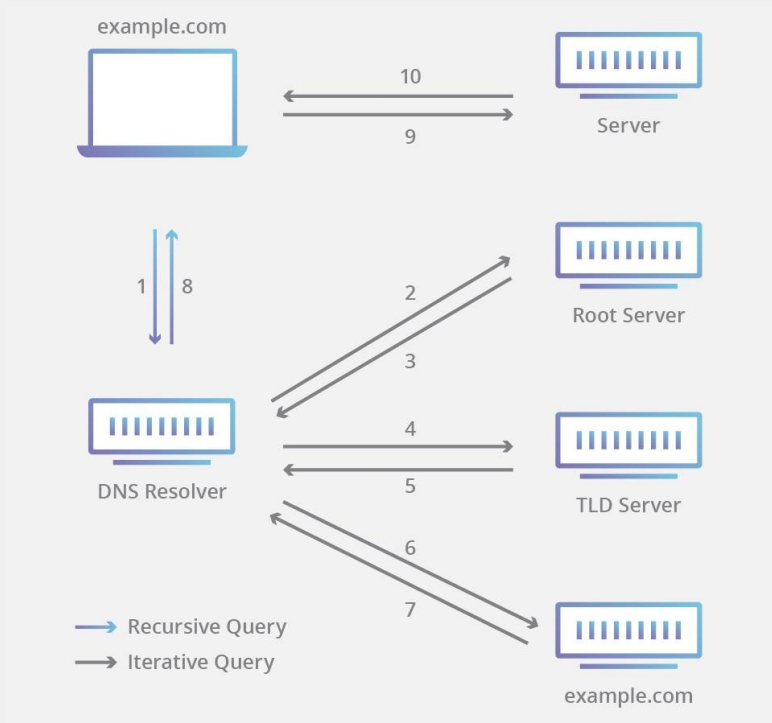 example.com
10
9
Server
1
8
2
3
Root Server
4
5
DNS Resolver
TLD Server
6
7
Recursive Query
Iterative Query
example.com